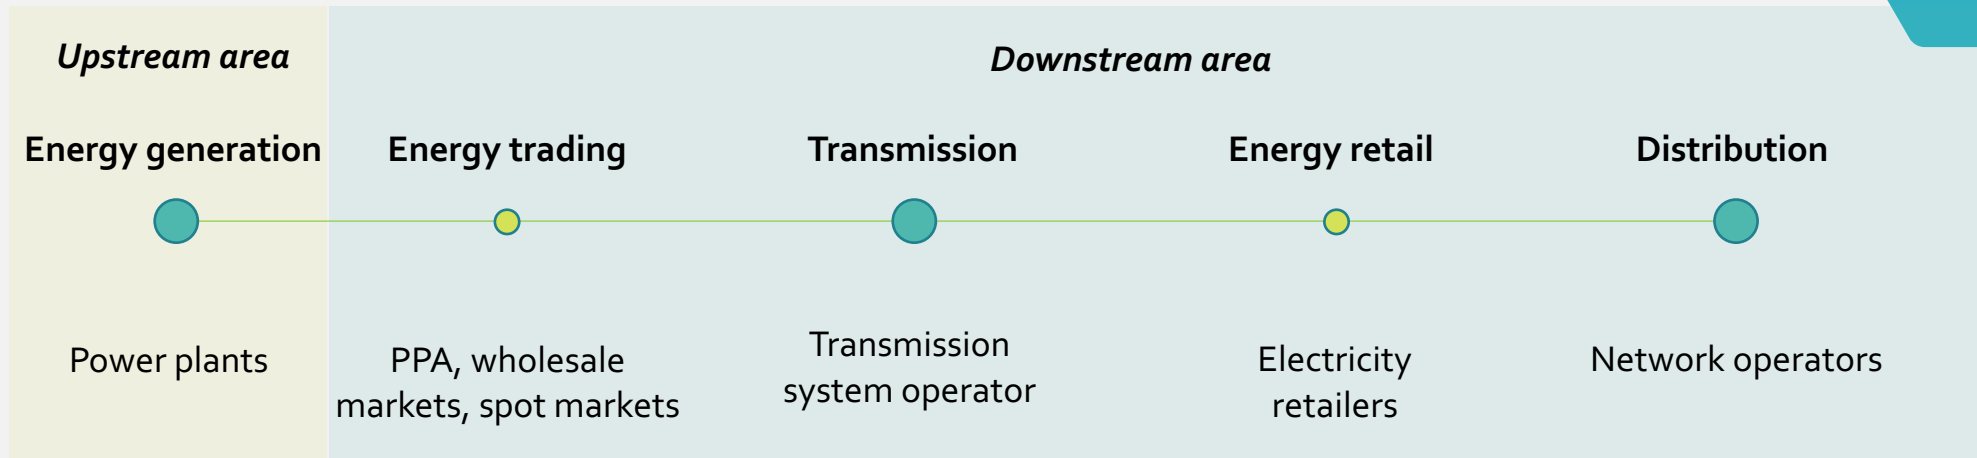 Upstream area
Downstream area
Energy generation
Energy trading
Transmission
Energy retail
Distribution
Power plants
PPA, wholesale
markets, spot markets
Transmission
system operator
Electricity
retailers
Network operators